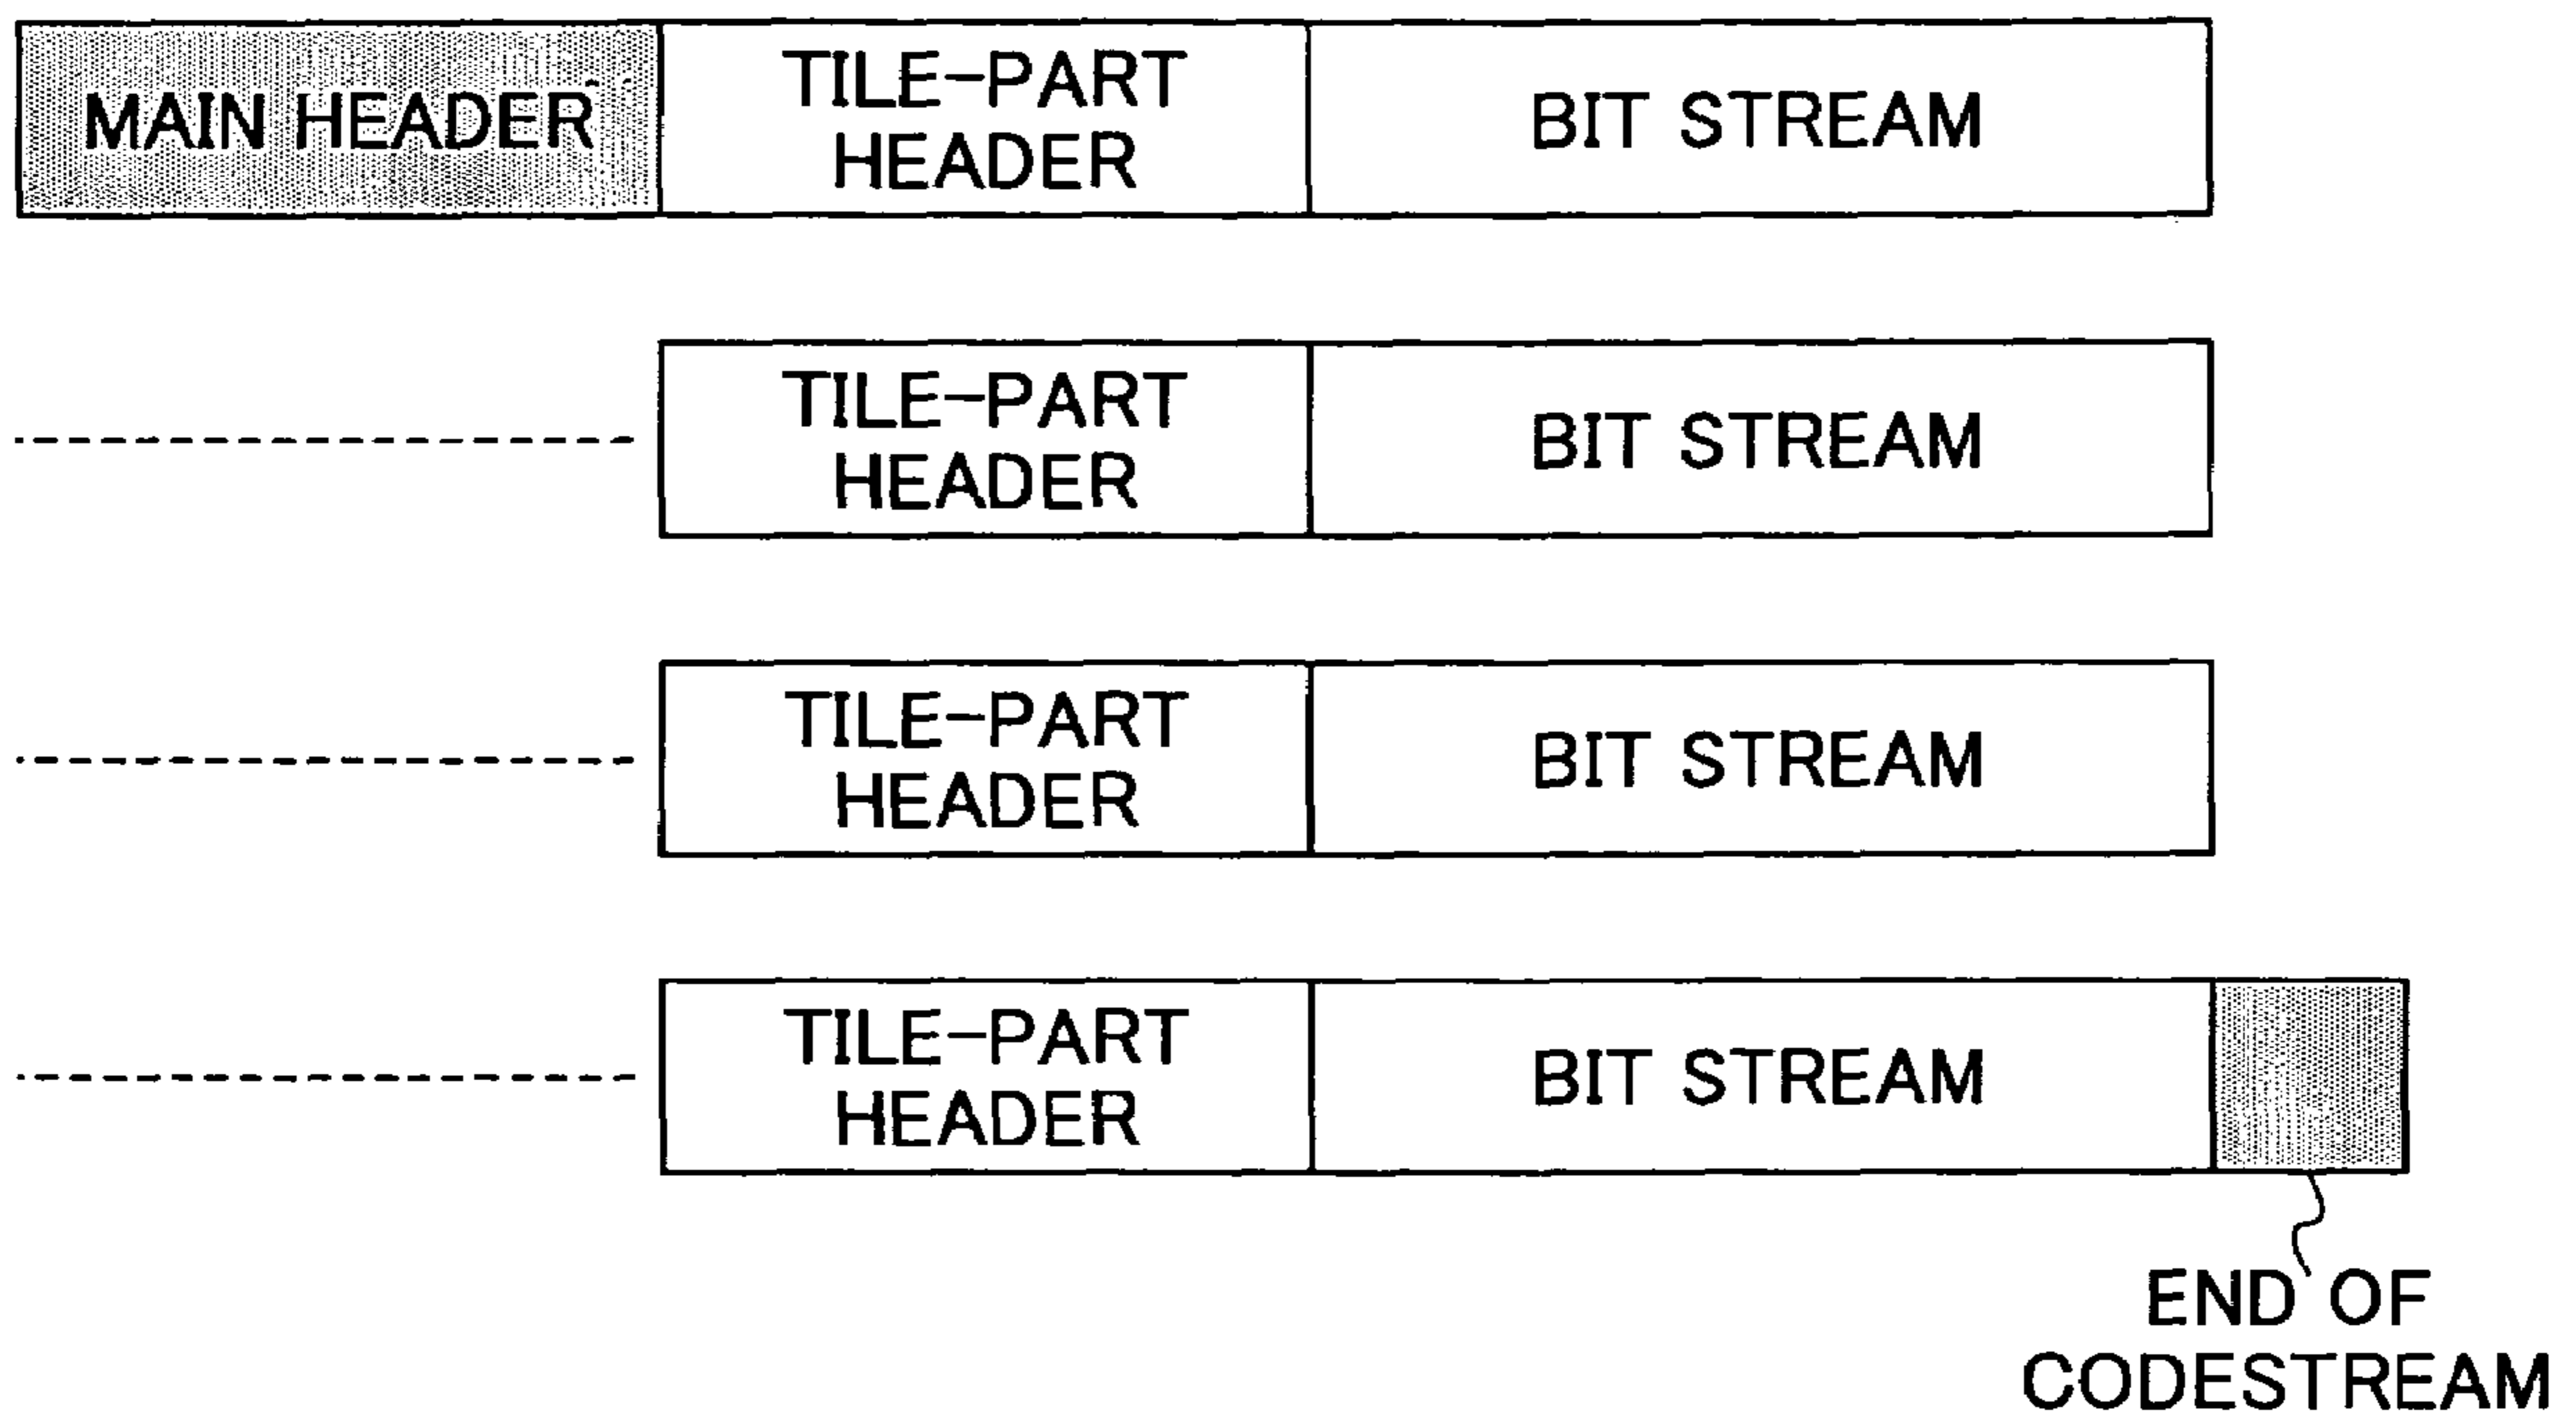 MAIN HEADER
TILE-PART
HEADER
BIT STREAM
TILE-PART
HEADER
BIT STREAM
TILE-PART
HEADER
BIT STREAM
TILE-PART
HEADER
BIT STREAM
END OF
CODESTREAM